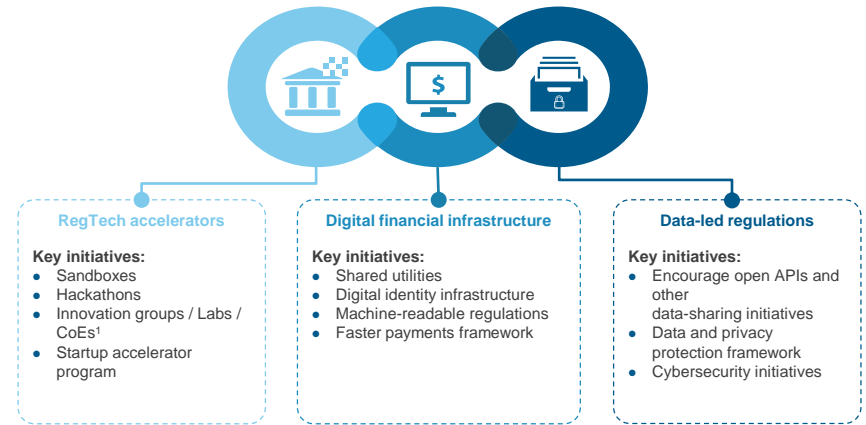 $
RegTech accelerators
Key initiatives:
● Sandboxes
● Hackathons
● Innovation groups / Labs /
CoEs¹
● Startup accelerator
program
Digital financial infrastructure
Key initiatives:
● Shared utilities
● Digital identity infrastructure
● Machine-readable regulations
● Faster payments framework
Data-led regulations
Key initiatives:
● Encourage open APIs and
other
data-sharing initiatives
● Data and privacy
protection framework
● Cybersecurity initiatives